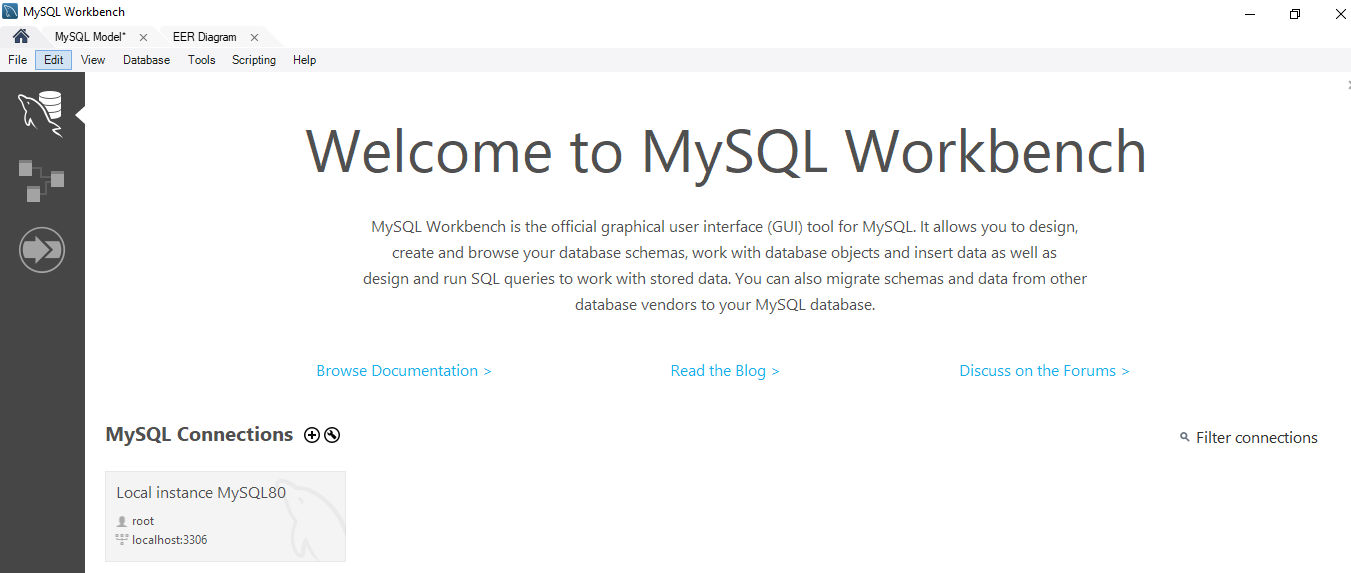 MySQL Workbench
MySQL Model* EER Diagram
File Edit View Database Tools Scripting Help
Welcome to MySQL Workbench
MySQL Workbench is the official graphical user interface (GUI) tool for MySQL. It allows you to design,
create and browse your database schemas, work with database objects and insert data as well as
design and run SQL queries to work with stored data. You can also migrate schemas and data from other
database vendors to your MySQL database.
Browse Documentation > Read the Blog > Discuss on the Forums >
MySQL Connections Filter connections
Local instance MySQL80
root
localhost:3306